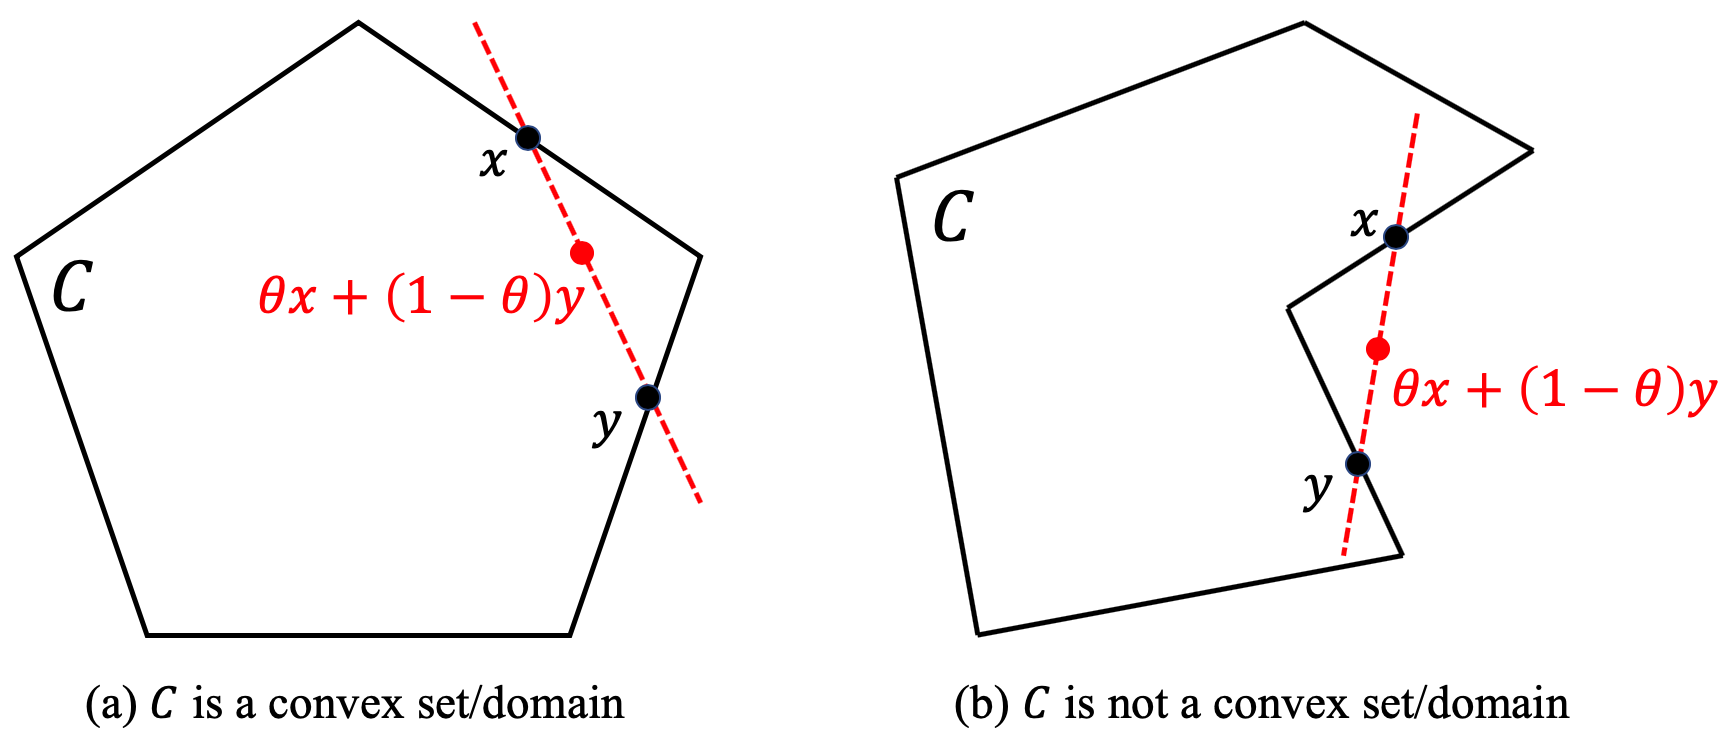 x
C
θx + (1 − θ)y
y
(a) C is a convex set/domain
C
x
θx + (1 − θ)y
y
(b) C is not a convex set/domain